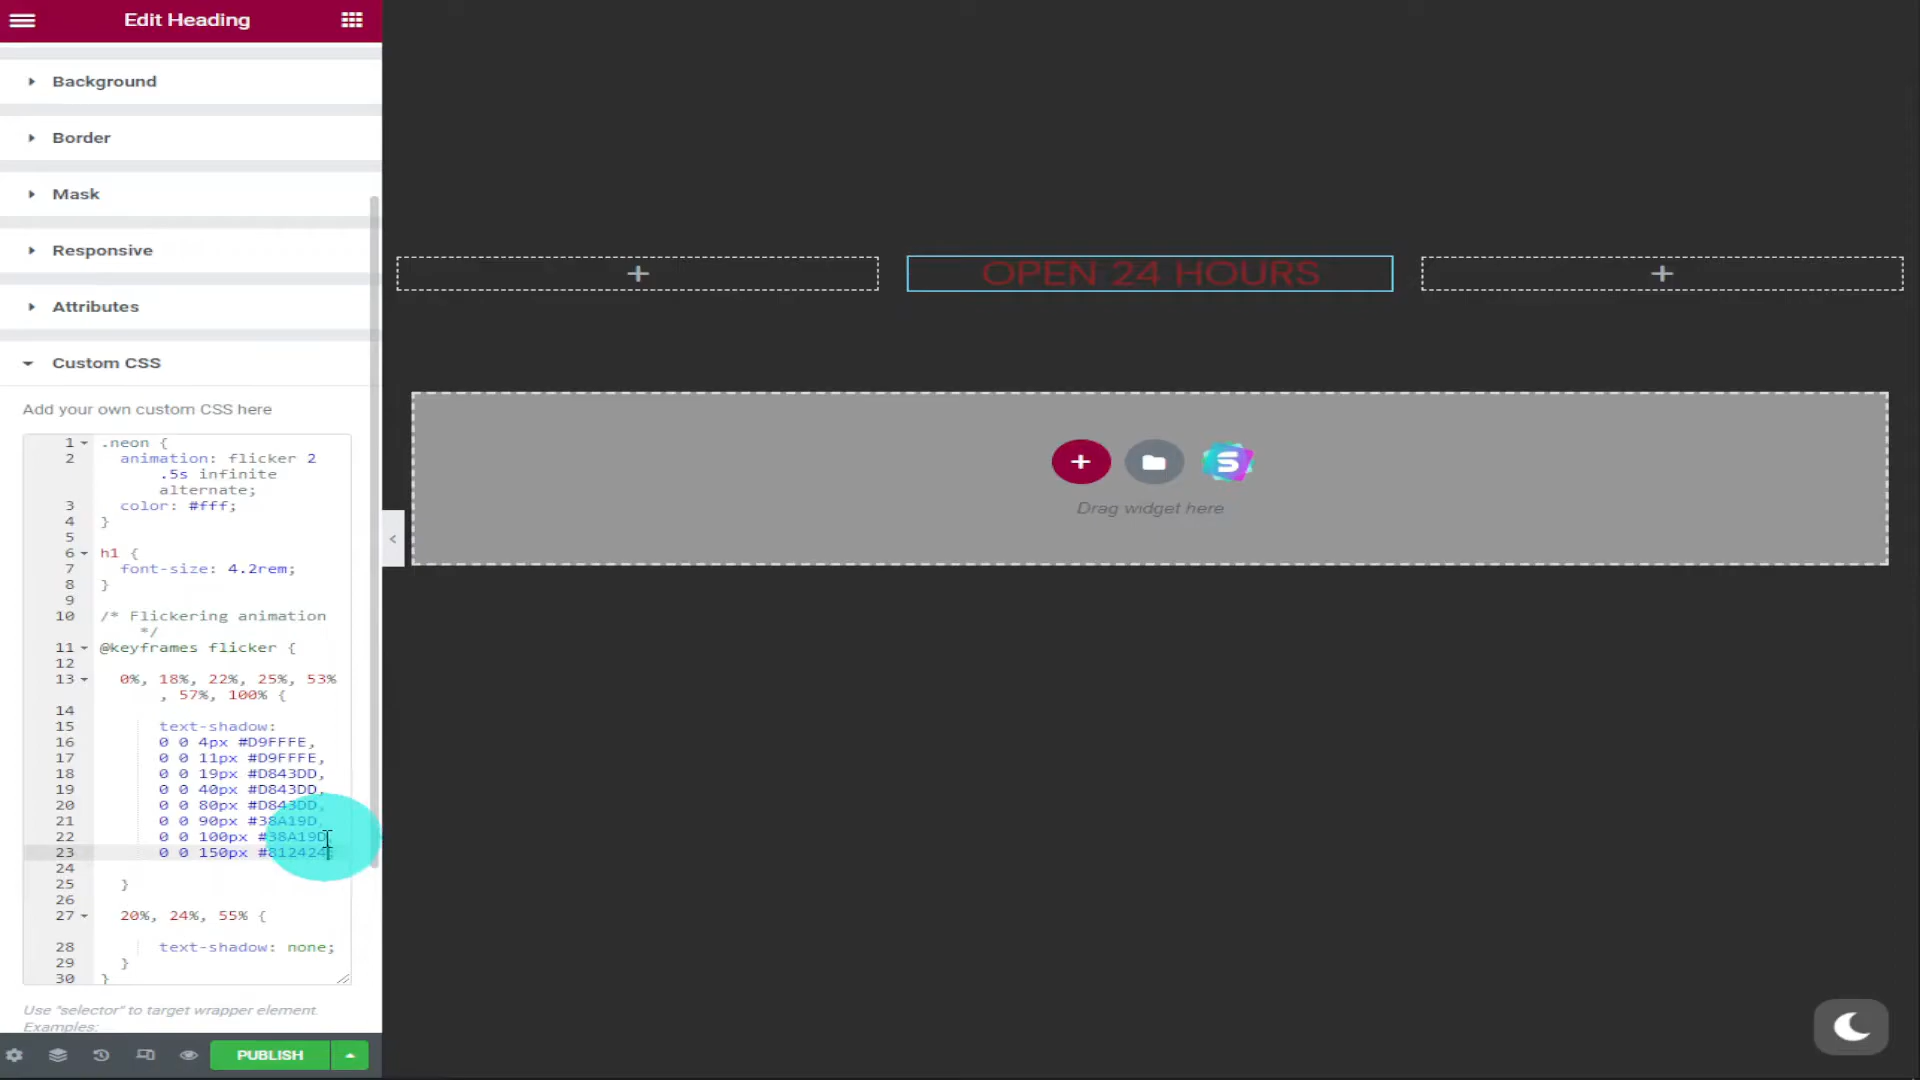 Edit Heading
Background
Border
Mask
Responsive
Attributes
Custom CSS
Add your own custom CSS here
1 .neon {
2 animation: flicker 2
.5s infinite
alternate;
3 color: #fff;
4 }
5
6 h1 {
7 font-size: 4.2rem;
8 }
9
10 /* Flickering animation
*/
11 @keyframes flicker {
12
13 0%, 18%, 22%, 25%, 53%
, 57%, 100% {
14
15 text-shadow:
16 0 0 4px #D9FFFE,
17 0 0 11px #D9FFFE,
18 0 0 19px #D843DD,
19 0 0 40px #D843DD,
20 0 0 80px #D843DD,
21 0 0 90px #38A19D,
22 0 0 100px #38A19D,
23 0 0 150px #812424;
24
25 }
26
27 20%, 24%, 55% {
28 text-shadow: none;
29 }
30 }
Use "selector" to target wrapper element.
Examples:
PUBLISH
OPEN 24 HOURS
Drag widget here